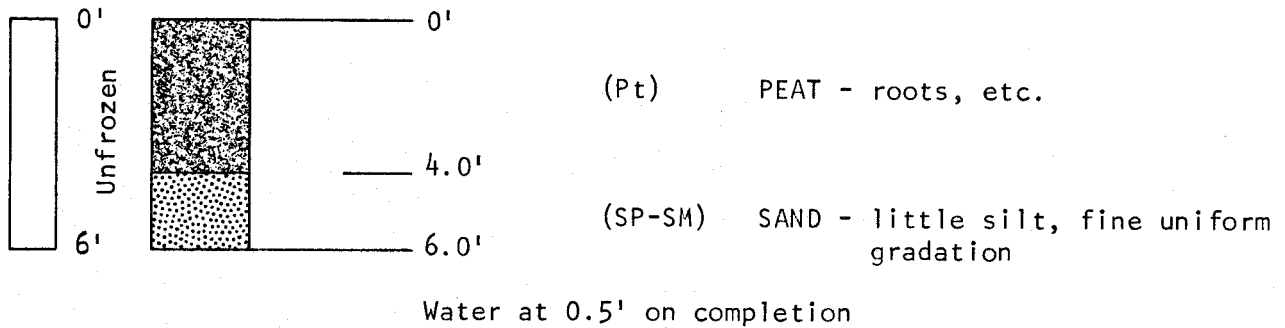 0' 0'
Unfrozen
(Pt) PEAT - roots, etc.
4.0'
(SP-SM) SAND - little silt, fine uniform
gradation
6' 6.0'
Water at 0.5' on completion